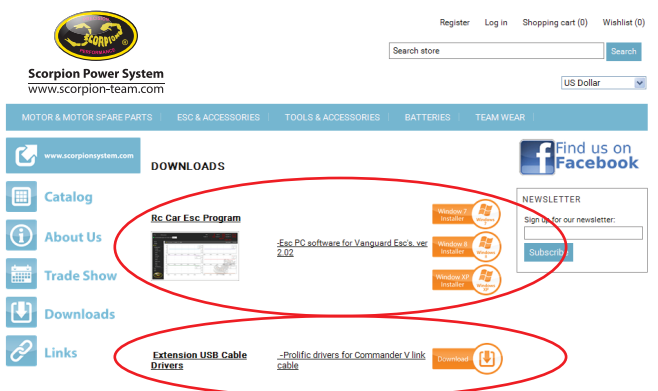 Register Log in Shopping cart (0) Wishlist (0)
SCORPION
PERFORMANCE
Search store
Search
Scorpion Power System
www.scorpion-team.com
US Dollar
MOTOR & MOTOR SPARE PARTS ESC & ACCESSORIES TOOLS & ACCESSORIES BATTERIES TEAM WEAR
www.scorpionsystem.com
DOWNLOADS
Find us on
Facebook
Catalog
NEWSLETTER
Rc Car Esc Program
Window 7
Installer
Sign up for our newsletter:
About Us
-Esc PC software for Vanguard Esc's. ver
2.02
Window 8
Installer
Subscribe
Trade Show
Window XP
Installer
Windows
XP
Downloads
Links
Extension USB Cable
Drivers
-Prolific drivers for Commander V link
cable
Download